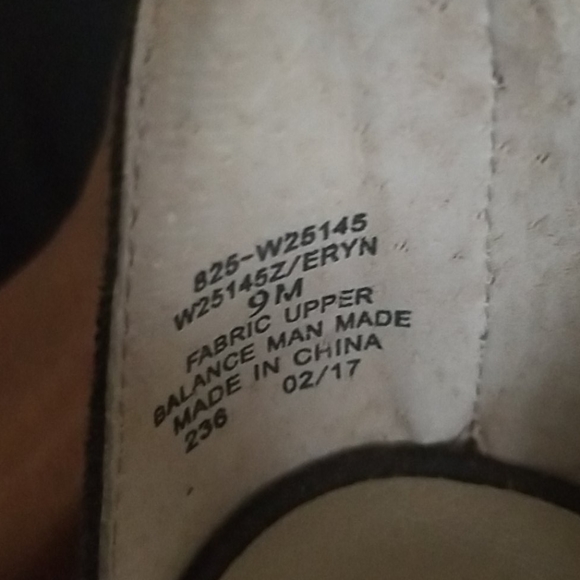 825-W25145
W25145Z/ERYN
9M
FABRIC UPPER
BALANCE MAN MADE
MADE IN CHINA
236 02/17